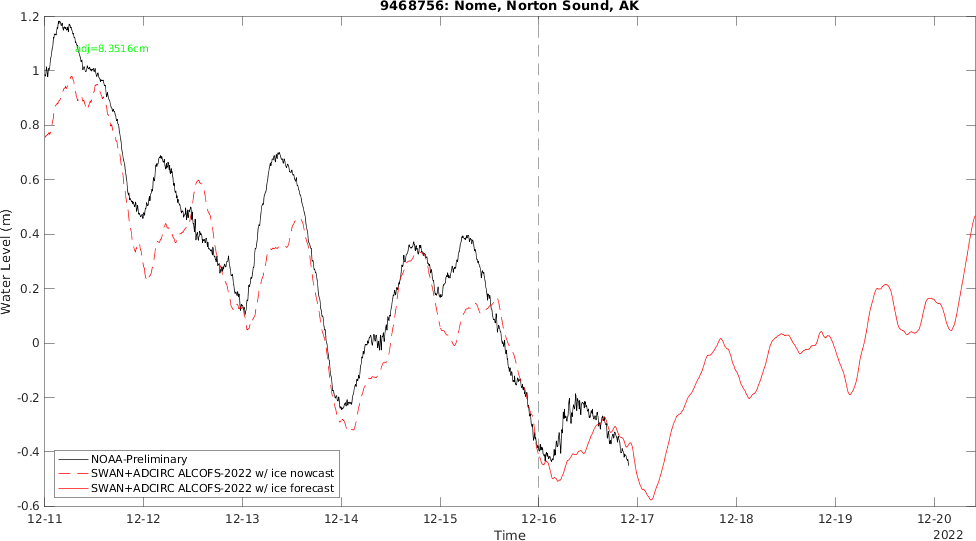 9468756: Nome, Norton Sound, AK
1.2
adj=8.3516cm
1
0.8
0.6
0.4
0.2
0
-0.2
-0.4
-0.6
Water Level (m)
NOAA-Preliminary
SWAN+ADCIRC ALCOFS-2022 w/ ice nowcast
SWAN+ADCIRC ALCOFS-2022 w/ ice forecast
12-11 12-12 12-13 12-14 12-15 12-16 12-17 12-18 12-19 12-20
Time
2022